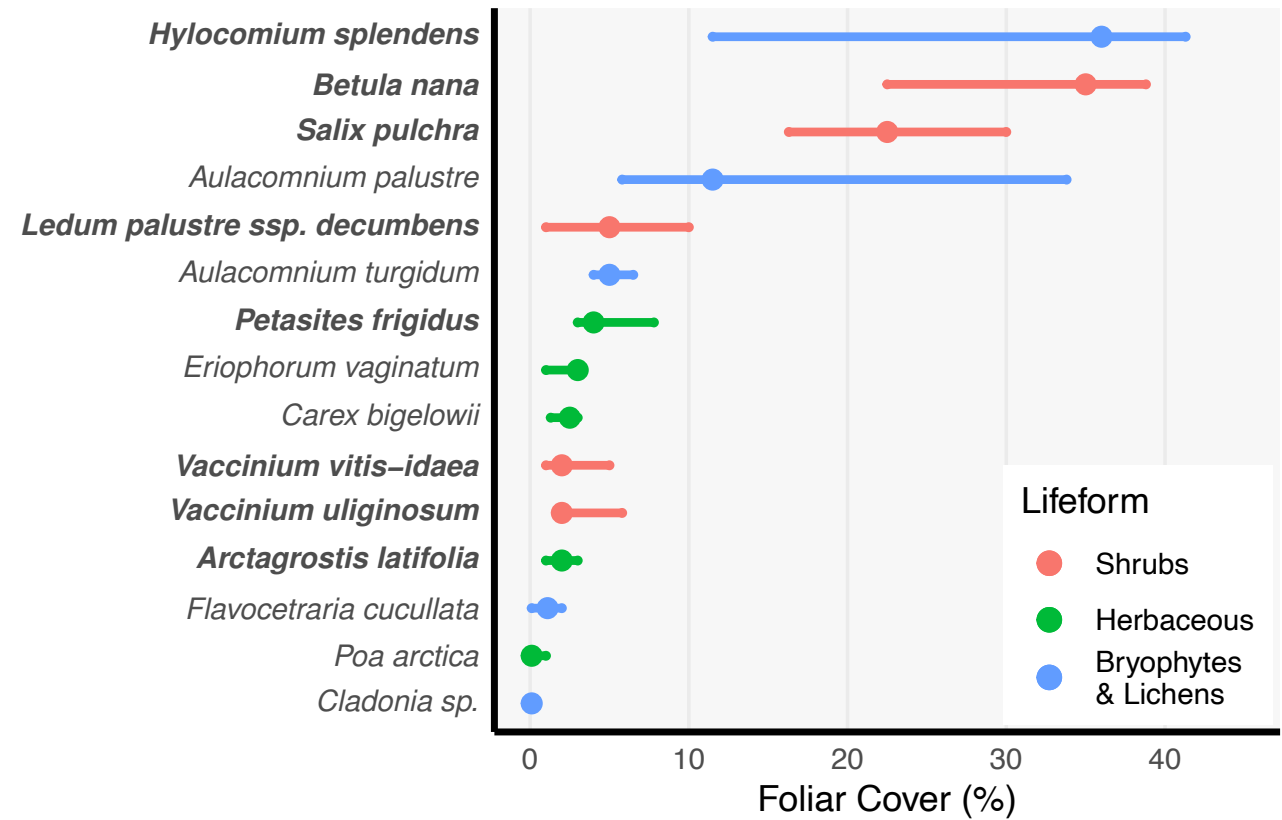 Hylocomium splendens
Betula nana
Salix pulchra
Aulacomnium palustre
Ledum palustre ssp. decumbens
Aulacomnium turgidum
Petasites frigidus
Eriophorum vaginatum
Carex bigelowii
Vaccinium vitis−idaea
Vaccinium uliginosum
Arctagrostis latifolia
Flavocetraria cucullata
Poa arctica
Cladonia sp.
Lifeform
Shrubs
Herbaceous
Bryophytes
& Lichens
0 10 20 30 40
Foliar Cover (%)